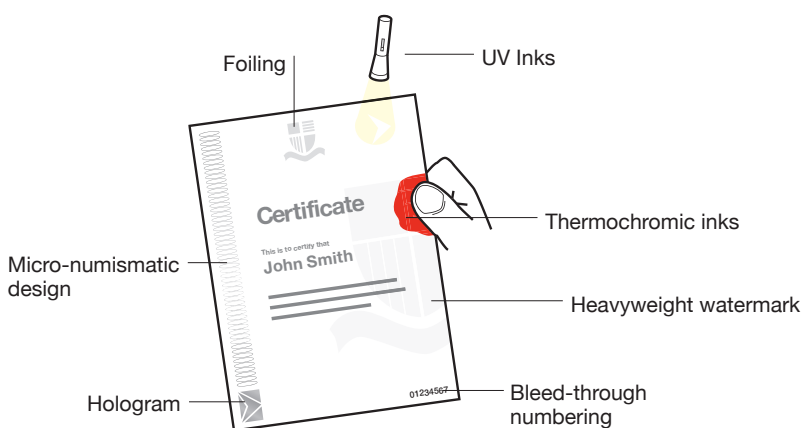 Foiling
UV Inks
Certificate
This is to certify that
John Smith
Thermochromic inks
Micro-numismatic
design
Heavyweight watermark
Hologram
01234567
Bleed-through
numbering